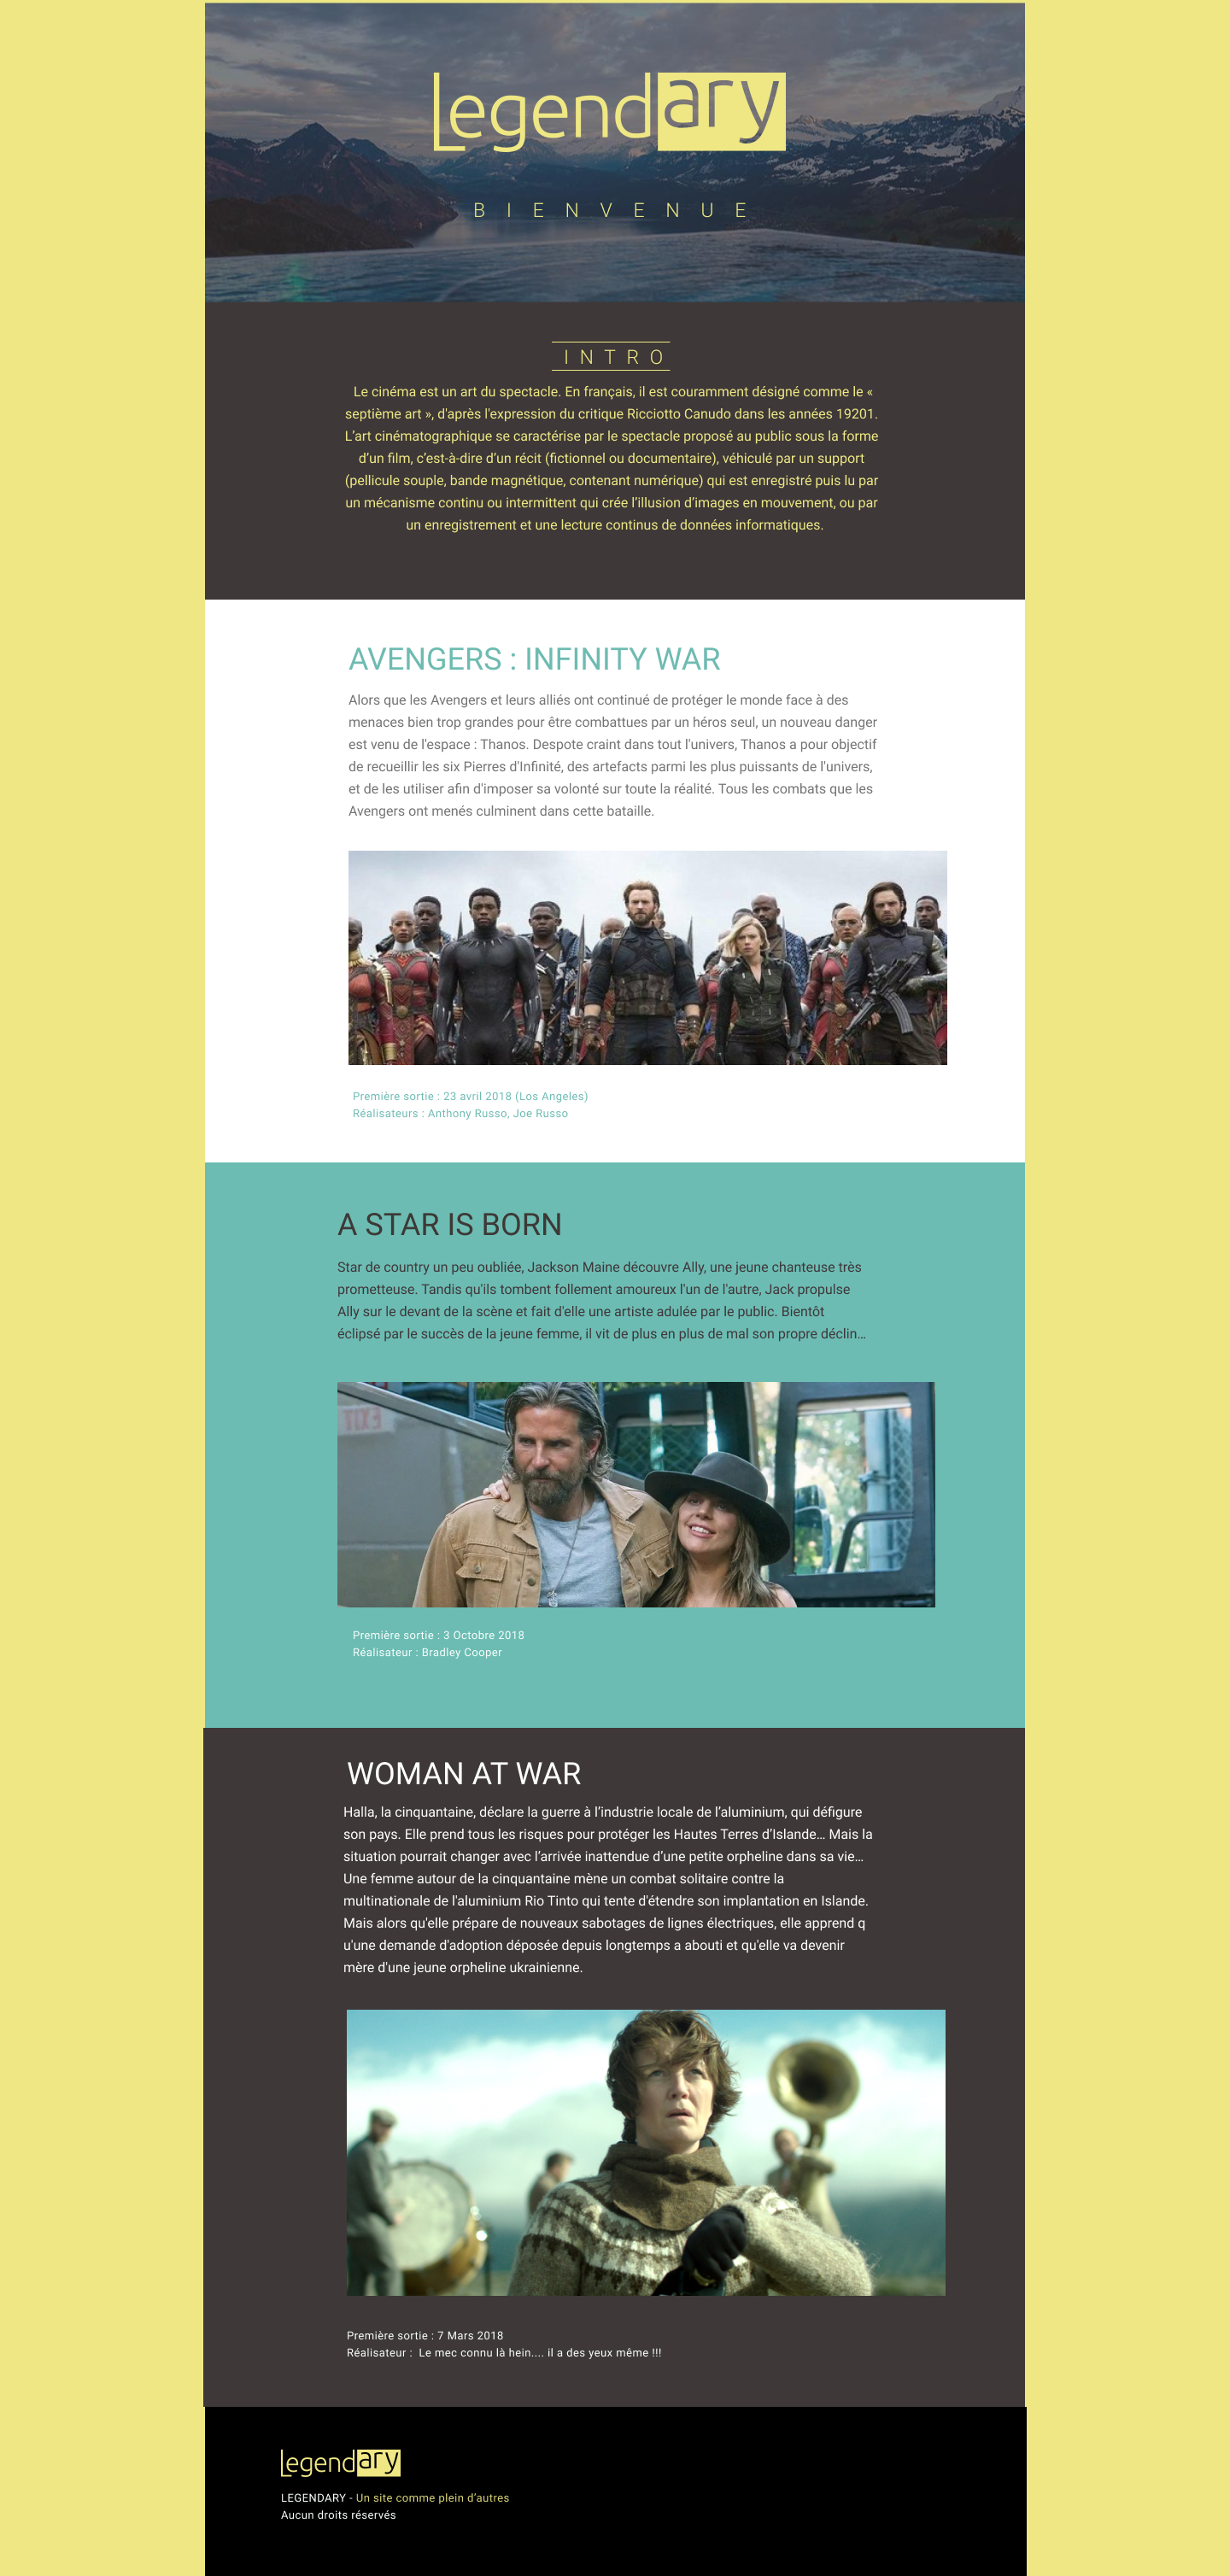 Legendary
BIENVENUE
INTRO
Le cinéma est un art du spectacle. En français, il est couramment désigné comme le «
septième art », d'après l'expression du critique Ricciotto Canudo dans les années 19201.
L’art cinématographique se caractérise par le spectacle proposé au public sous la forme
d’un film, c’est-à-dire d’un récit (fictionnel ou documentaire), véhiculé par un support
(pellicule souple, bande magnétique, contenant numérique) qui est enregistré puis lu par
un mécanisme continu ou intermittent qui crée l’illusion d’images en mouvement, ou par
un enregistrement et une lecture continus de données informatiques.
AVENGERS : INFINITY WAR
Alors que les Avengers et leurs alliés ont continué de protéger le monde face à des
menaces bien trop grandes pour être combattues par un héros seul, un nouveau danger
est venu de l'espace : Thanos. Despote craint dans tout l'univers, Thanos a pour objectif
de recueillir les six Pierres d'Infinité, des artefacts parmi les plus puissants de l'univers,
et de les utiliser afin d'imposer sa volonté sur toute la réalité. Tous les combats que les
Avengers ont menés culminent dans cette bataille.
Première sortie : 23 avril 2018 (Los Angeles)
Réalisateurs : Anthony Russo, Joe Russo
A STAR IS BORN
Star de country un peu oubliée, Jackson Maine découvre Ally, une jeune chanteuse très
prometteuse. Tandis qu'ils tombent follement amoureux l'un de l'autre, Jack propulse
Ally sur le devant de la scène et fait d'elle une artiste adulée par le public. Bientôt
éclipsé par le succès de la jeune femme, il vit de plus en plus de mal son propre déclin…
EXIT
Première sortie : 3 Octobre 2018
Réalisateur : Bradley Cooper
WOMAN AT WAR
Halla, la cinquantaine, déclare la guerre à l’industrie locale de l’aluminium, qui défigure
son pays. Elle prend tous les risques pour protéger les Hautes Terres d’Islande… Mais la
situation pourrait changer avec l’arrivée inattendue d’une petite orpheline dans sa vie…
Une femme autour de la cinquantaine mène un combat solitaire contre la
multinationale de l'aluminium Rio Tinto qui tente d'étendre son implantation en Islande.
Mais alors qu'elle prépare de nouveaux sabotages de lignes électriques, elle apprend q
u'une demande d'adoption déposée depuis longtemps a abouti et qu'elle va devenir
mère d'une jeune orpheline ukrainienne.
Première sortie : 7 Mars 2018
Réalisateur :  Le mec connu là hein.... il a des yeux même !!!
Legendary
LEGENDARY - Un site comme plein d’autres
Aucun droits réservés